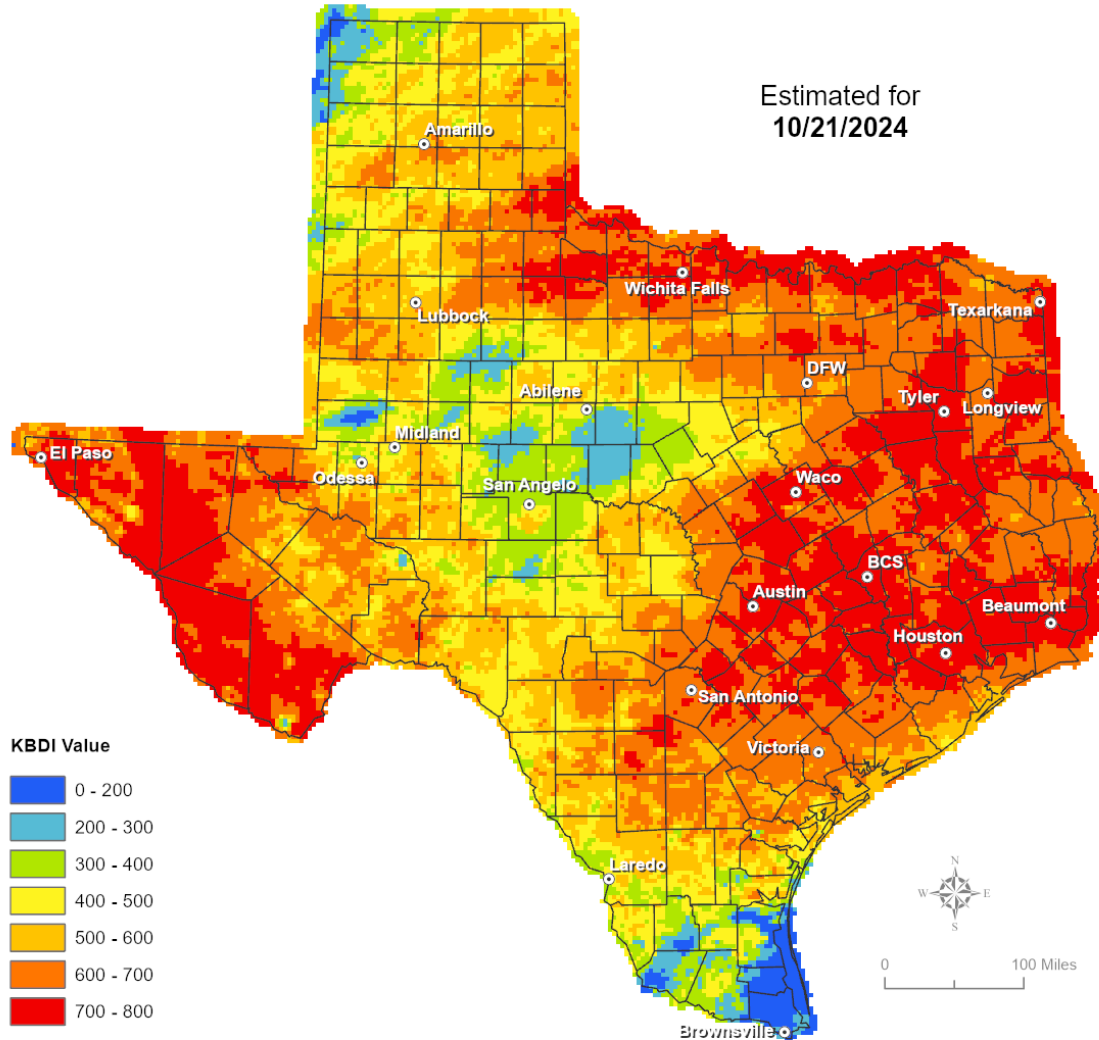 Estimated for
10/21/2024
Amarillo
Wichita Falls
Lubbock
Texarkana
DFW
Abilene
Tyler
Longview
Midland
El Paso
Odessa
San Angelo
Waco
BCS
Austin
Beaumont
Houston
San Antonio
Victoria
KBDI Value
0 - 200
200 - 300
300 - 400
400 - 500
500 - 600
600 - 700
700 - 800
Laredo
Brownsville
N
W E
S
0 100 Miles